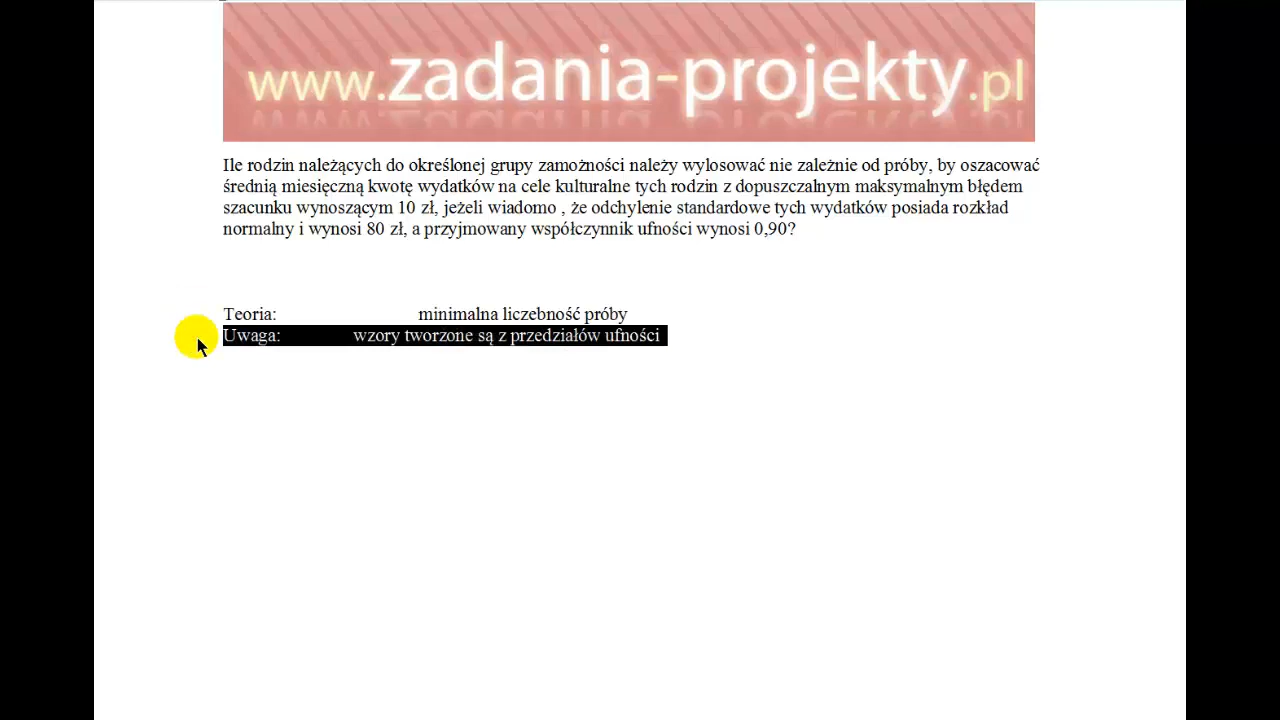 www.zadania-projekty.pl
Ile rodzin należących do określonej grupy zamożności należy wylosować nie zależnie od próby, by oszacować
średnią miesięczną kwotę wydatków na cele kulturalne tych rodzin z dopuszczalnym maksymalnym błędem
szacunku wynoszącym 10 zł, jeżeli wiadomo , że odchylenie standardowe tych wydatków posiada rozkład
normalny i wynosi 80 zł, a przyjmowany współczynnik ufności wynosi 0,90?
Teoria: minimalna liczebność próby
Uwaga: wzory tworzone są z przedziałów ufności